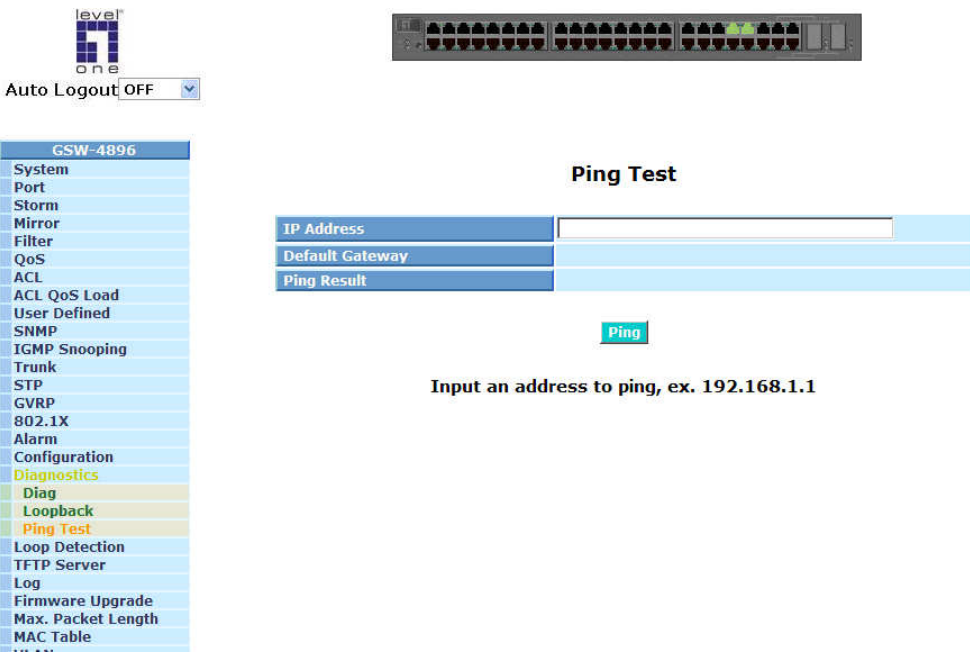 level
one
Auto Logout OFF
GSW-4896
System
Port
Storm
Mirror
Filter
QoS
ACL
ACL QoS Load
User Defined
SNMP
IGMP Snooping
Trunk
STP
GVRP
802.1X
Alarm
Configuration
Diagnostics
Diag
Loopback
Ping Test
Loop Detection
TFTP Server
Log
Firmware Upgrade
Max. Packet Length
MAC Table
VLAN
Ping Test
IP Address
Default Gateway
Ping Result
Ping
Input an address to ping, ex. 192.168.1.1